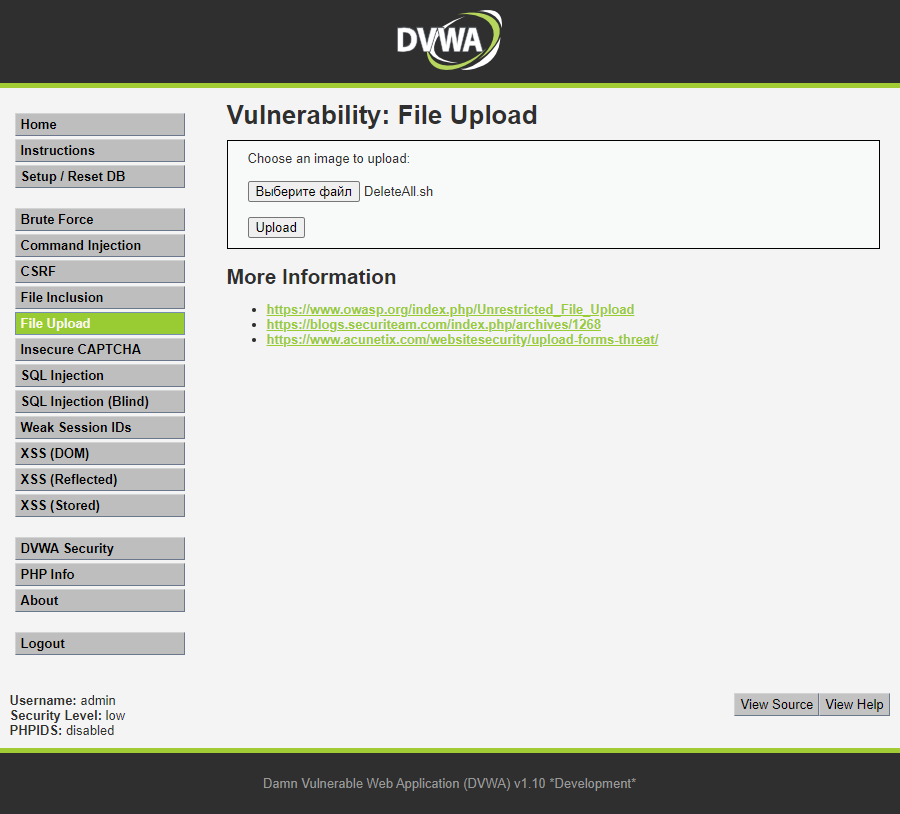 DVWA
Home
Instructions
Setup / Reset DB
Brute Force
Command Injection
CSRF
File Inclusion
File Upload
Insecure CAPTCHA
SQL Injection
SQL Injection (Blind)
Weak Session IDs
XSS (DOM)
XSS (Reflected)
XSS (Stored)
DVWA Security
PHP Info
About
Logout
Vulnerability: File Upload
Choose an image to upload:
Выберите файл DeleteAll.sh
Upload
More Information
https://www.owasp.org/index.php/Unrestricted_File_Upload
https://blogs.securiteam.com/index.php/archives/1268
https://www.acunetix.com/websitesecurity/upload-forms-threat/
Username: admin
Security Level: low
PHPIDS: disabled
View Source View Help
Damn Vulnerable Web Application (DVWA) v1.10 *Development*